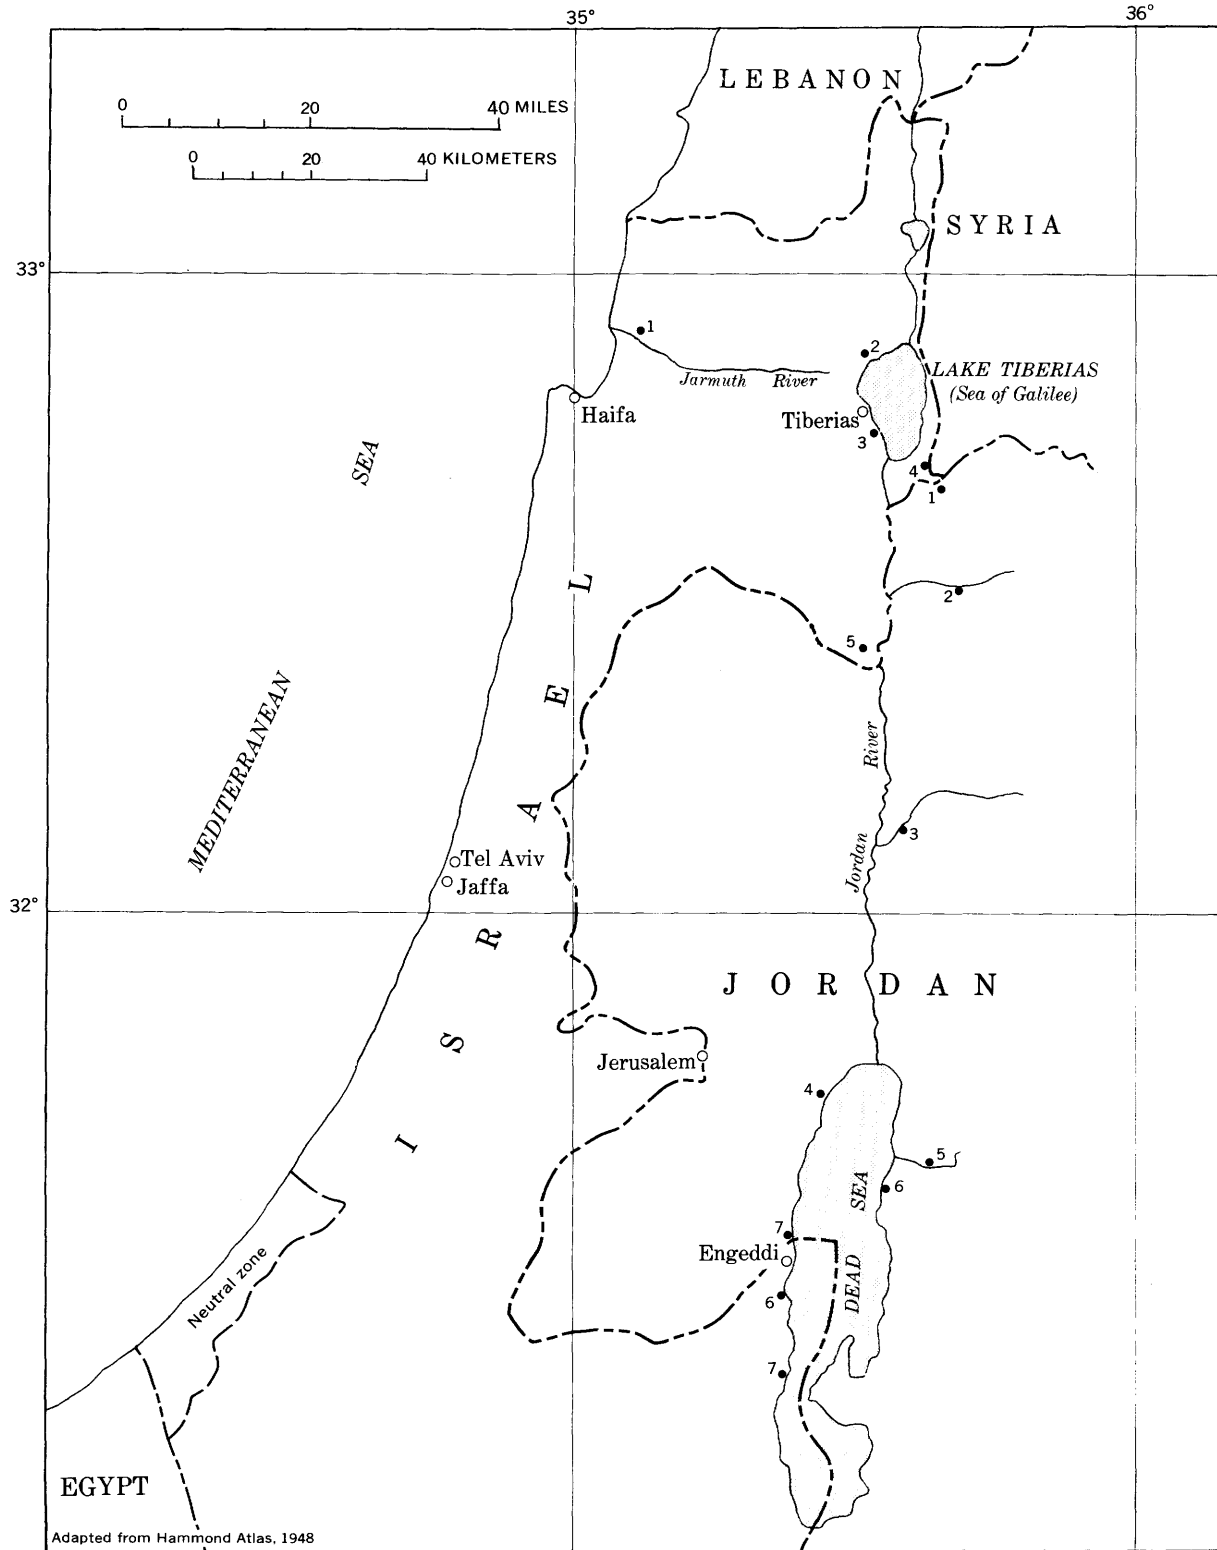 35°
36°
LEBANON
0 20 40 MILES
0 20 40 KILOMETERS
SYRIA
33°
1
2
Jarmuth River
LAKE TIBERIAS
(Sea of Galilee)
Haifa
Tiberias
3
SEA
4
1
2
5
MEDITERRANEAN
River
3
Jordan
Tel Aviv
Jaffa
32°
ISRAEL
JORDAN
Jerusalem
4
5
6
DEAD SEA
7
Engeddi
6
Neutral zone
7
EGYPT
Adapted from Hammond Atlas, 1948